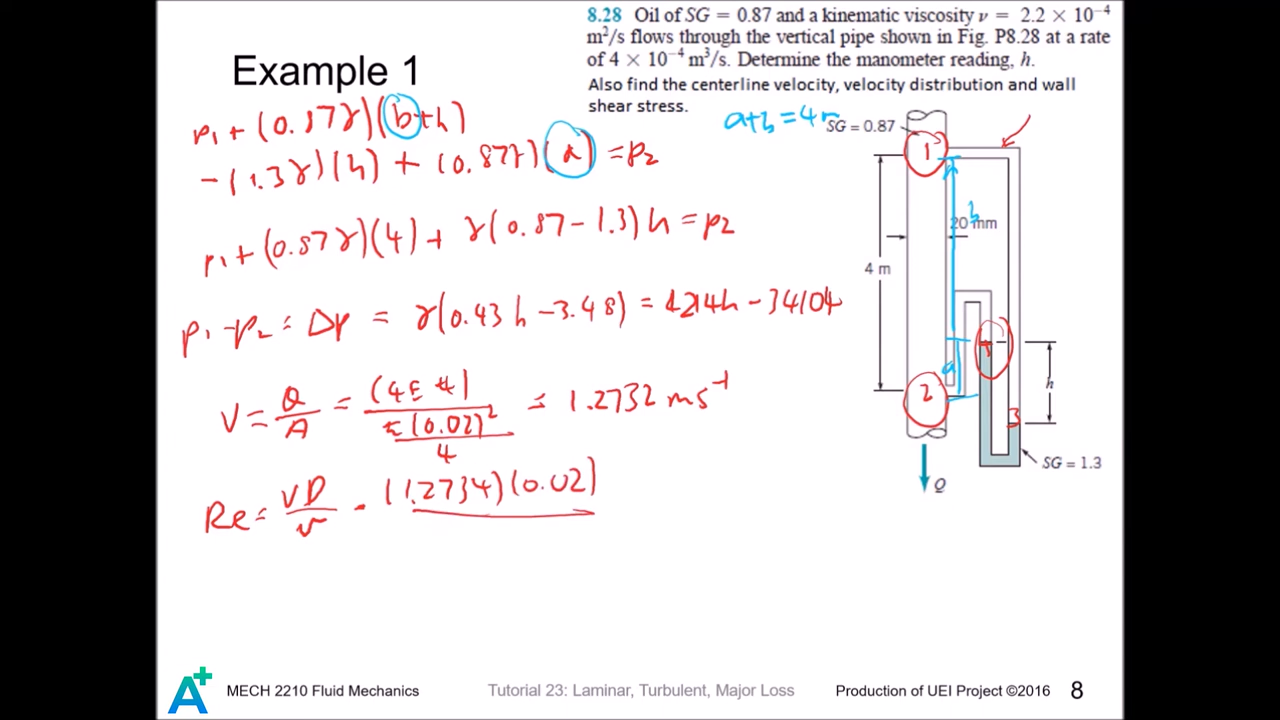 8.28 Oil of SG = 0.87 and a kinematic viscosity ν = 2.2 × 10⁻⁴
m²/s flows through the vertical pipe shown in Fig. P8.28 at a rate
of 4 × 10⁻⁴ m³/s. Determine the manometer reading, h.
Also find the centerline velocity, velocity distribution and wall
shear stress.
Example 1
p₁ + (0.87γ)(b+h)
- (1.3γ)(h) + (0.87γ)(a) = p₂
p₁ + (0.87γ)(4) + γ(0.87 - 1.3)h = p₂
p₁ - p₂ = Δp = γ(0.43h - 3.48) = 4214h - 34104
V = Q/A = (4E-4) / (π(0.02)²/4) = 1.2732 ms⁻¹
Re = VD/ν = (1.2734)(0.02)
a+b = 4m
SG = 0.87
1
b
20 mm
4 m
a
h
2
3
SG = 1.3
Q
A+
MECH 2210 Fluid Mechanics
Tutorial 23: Laminar, Turbulent, Major Loss
Production of UEI Project ©2016
8